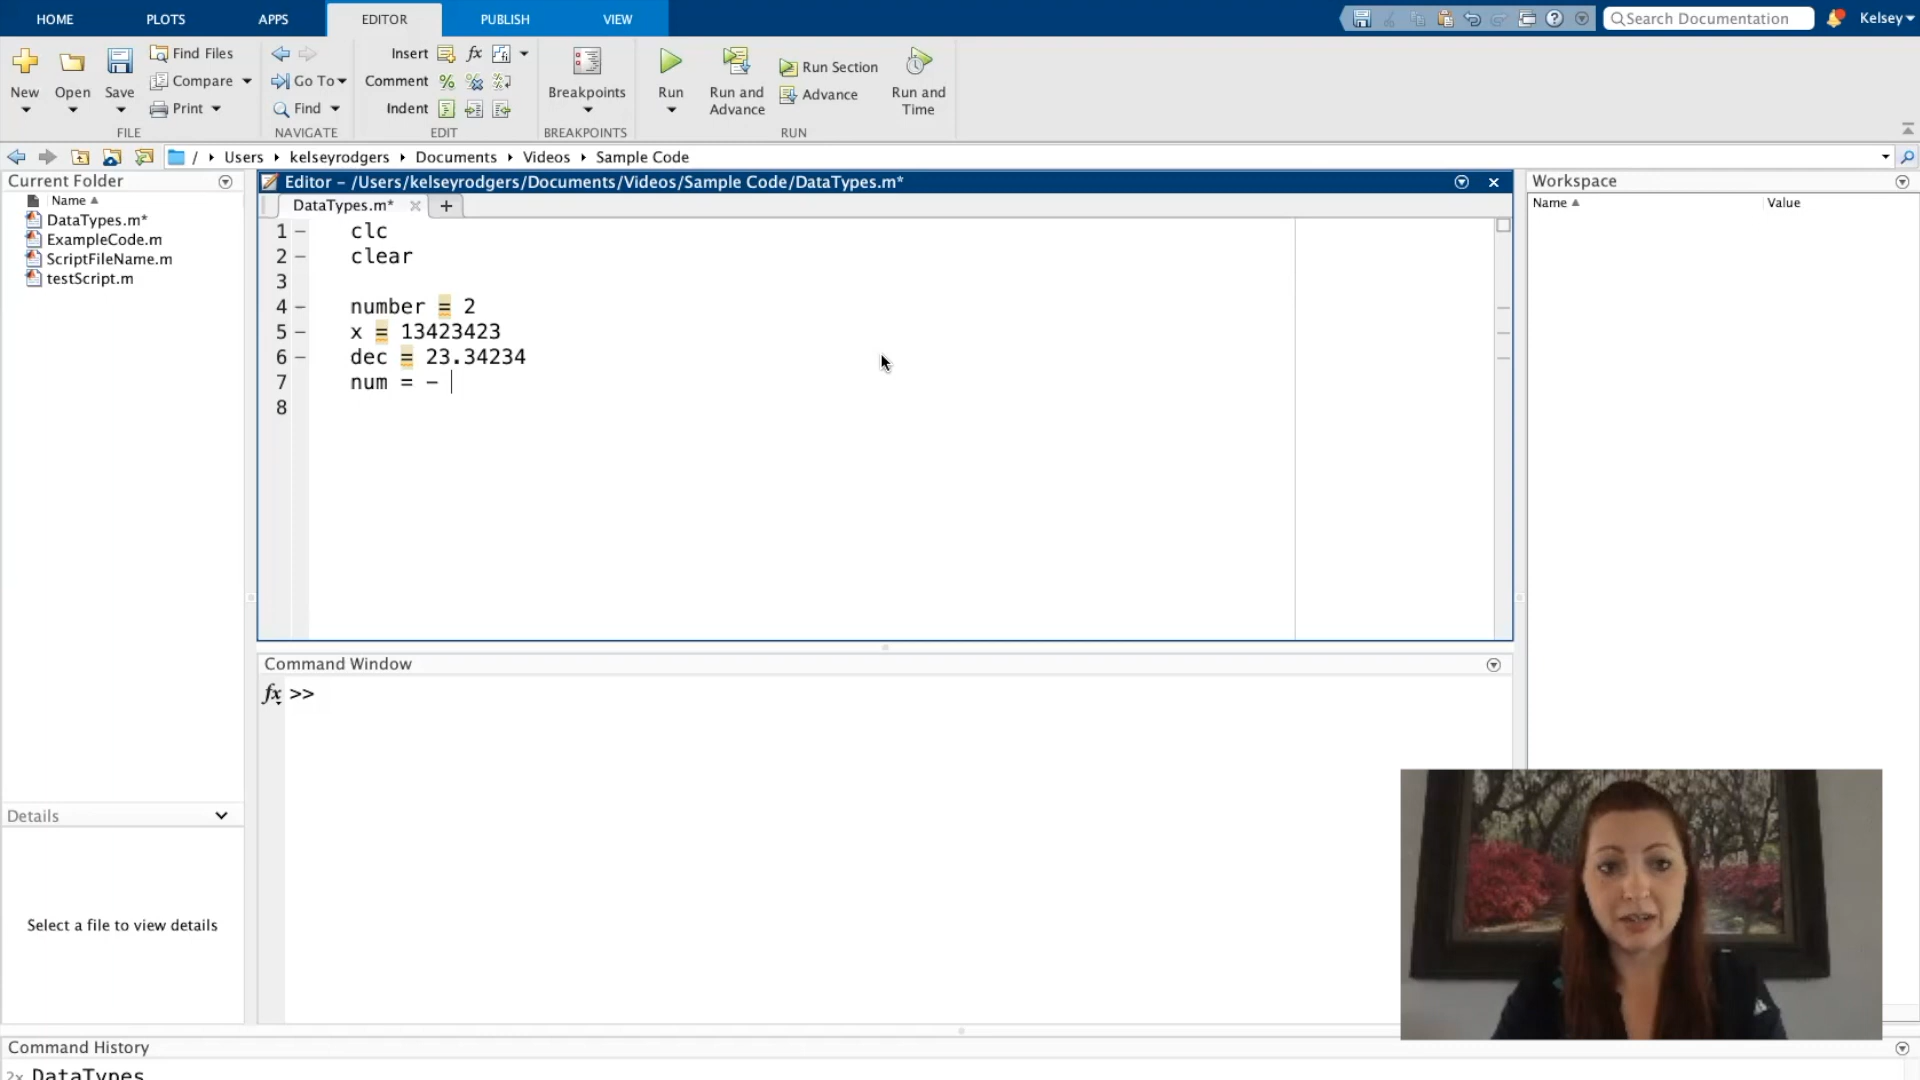 HOME PLOTS APPS EDITOR PUBLISH VIEW
Search Documentation Kelsey
New Open Save
Find Files
Compare
Print
Go To
Find
Insert fx
Comment
Indent
Breakpoints
Run
Run and Advance
Run Section
Advance
Run and Time
FILE NAVIGATE EDIT BREAKPOINTS RUN
/ Users kelseyrodgers Documents Videos Sample Code
Current Folder
Name
DataTypes.m*
ExampleCode.m
ScriptFileName.m
testScript.m
Details
Select a file to view details
Editor – /Users/kelseyrodgers/Documents/Videos/Sample Code/DataTypes.m*
DataTypes.m* +
1 – clc
2 – clear
3
4 – number = 2
5 – x = 13423423
6 – dec = 23.34234
7 num = -
8
Command Window
fx >>
Workspace
Name Value
Command History
2x DataTypes